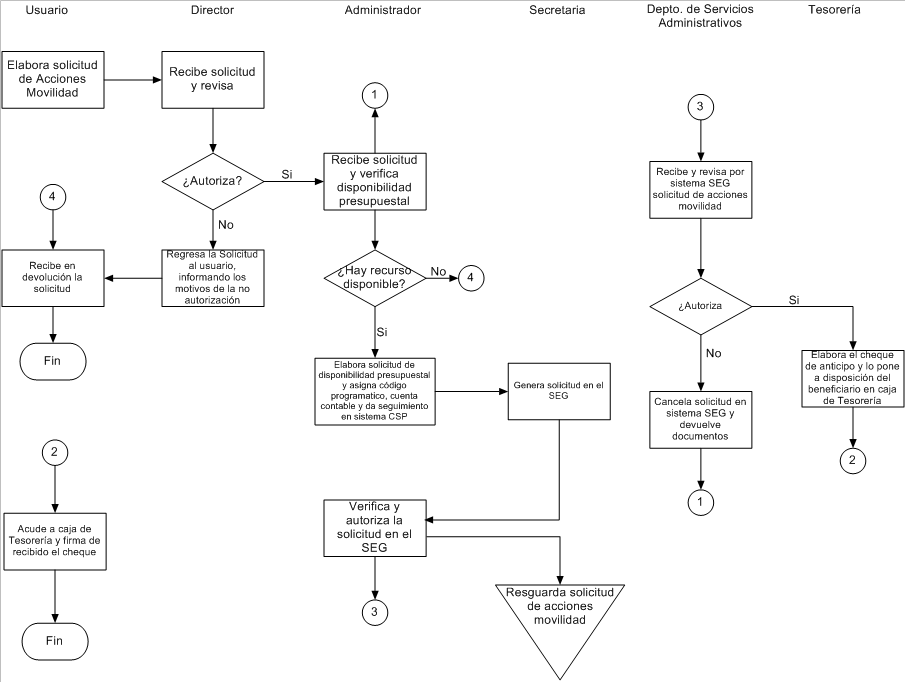 Usuario
Director
Administrador
Secretaria
Depto. de Servicios
Administrativos
Tesorería
Elabora solicitud
de Acciones
Movilidad
Recibe solicitud
y revisa
1
3
¿Autoriza?
Si
Recibe solicitud
y verifica
disponibilidad
presupuestal
Recibe y revisa por
sistema SEG
solicitud de acciones
movilidad
4
No
Recibe en
devolución la
solicitud
Regresa la Solicitud
al usuario,
informando los
motivos de la no
autorización
¿Hay recurso
disponible?
No
4
¿Autoriza
Si
Si
No
Fin
Elabora solicitud de
disponibilidad presupuestal
y asigna código
programatico, cuenta
contable y da seguimiento
en sistema CSP
Genera solicitud en el
SEG
Cancela solicitud en
sistema SEG y
devuelve
documentos
Elabora el cheque
de anticipo y lo pone
a disposición del
beneficiario en caja
de Tesorería
2
2
1
Acude a caja de
Tesorería y firma de
recibido el cheque
Verifica y
autoriza la
solicitud en el
SEG
3
Resguarda solicitud
de acciones
movilidad
Fin